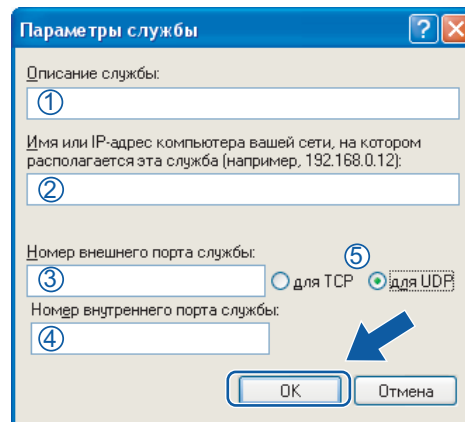 Параметры службы
Описание службы:
①
Имя или IP-адрес компьютера вашей сети, на котором
располагается эта служба (например, 192.168.0.12):
②
Номер внешнего порта службы:
⑤
③
для TCP
для UDP
Номер внутреннего порта службы:
④
OK
Отмена